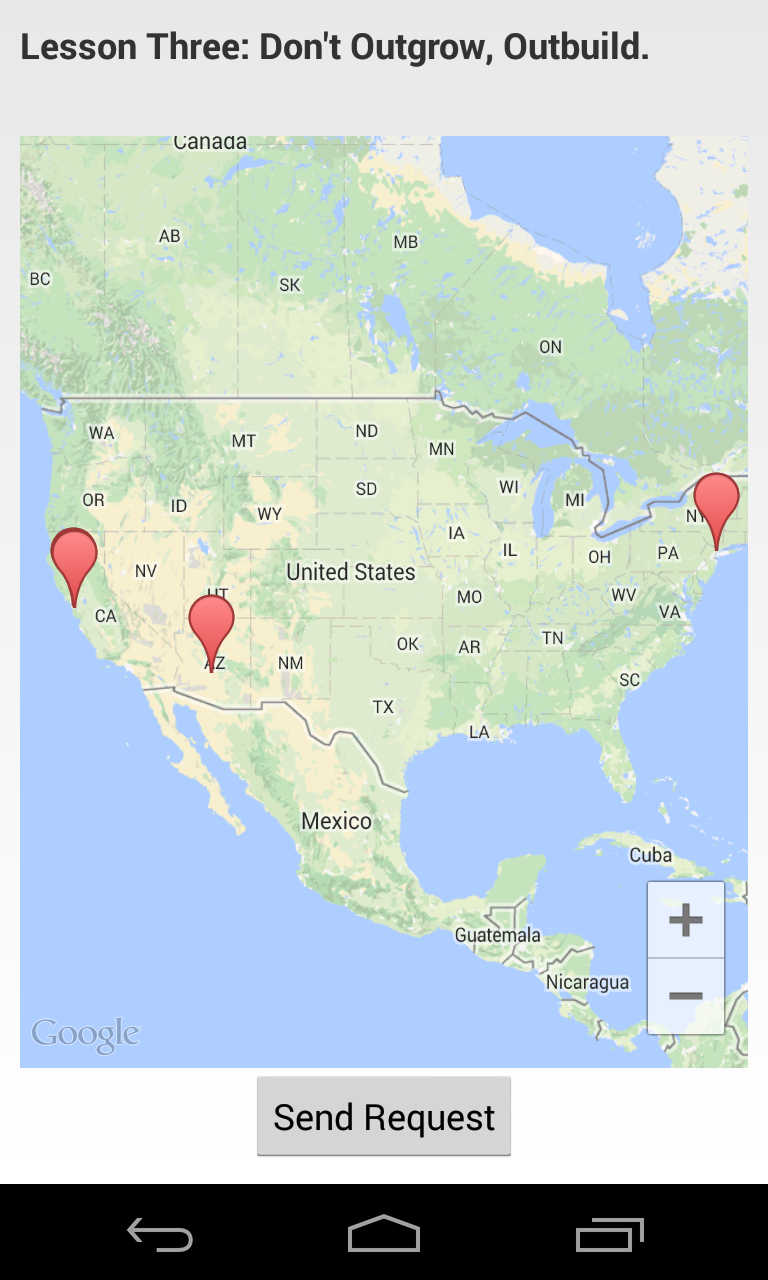 Lesson Three: Don't Outgrow, Outbuild.
Canada
AB
MB
BC
SK
ON
WA
MT
ND
MN
OR
ID
WY
SD
WI
MI
NY
NV
United States
IA
IL
OH
PA
CA
UT
MO
WV
VA
AZ
NM
OK
AR
TN
SC
TX
LA
Mexico
Cuba
+
Guatemala
Nicaragua
−
Google
Send Request